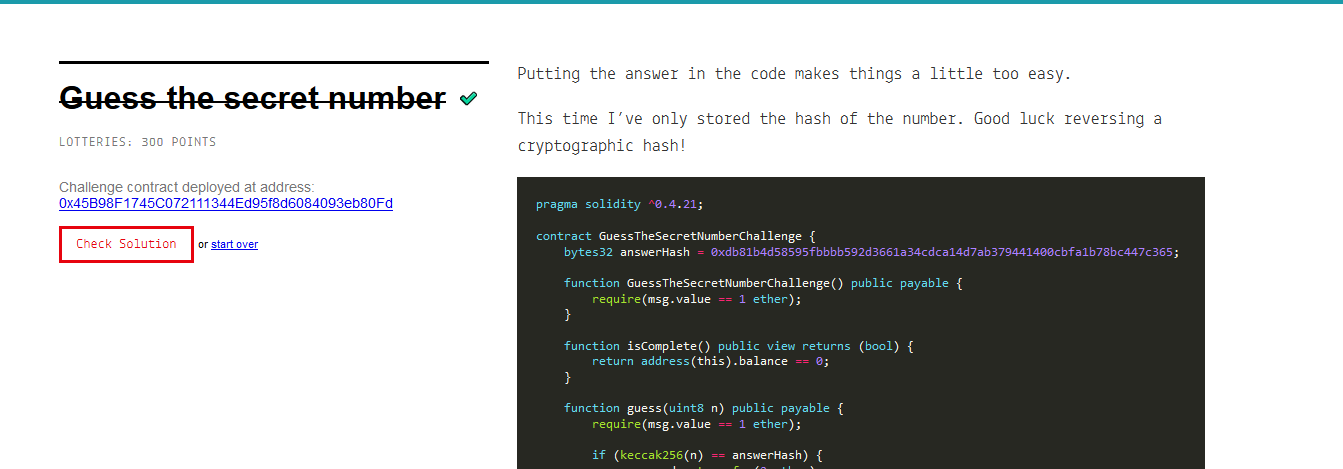 Guess the secret number
LOTTERIES: 300 POINTS
Challenge contract deployed at address:
0x45B98F1745C072111344Ed95f8d6084093eb80Fd
Check Solution or start over
Putting the answer in the code makes things a little too easy.
This time I’ve only stored the hash of the number. Good luck reversing a
cryptographic hash!
pragma solidity ^0.4.21;
contract GuessTheSecretNumberChallenge {
bytes32 answerHash = 0xdb81b4d58595fbbbb592d3661a34cdca14d7ab379441400cbfa1b78bc447c365;
function GuessTheSecretNumberChallenge() public payable {
require(msg.value == 1 ether);
}
function isComplete() public view returns (bool) {
return address(this).balance == 0;
}
function guess(uint8 n) public payable {
require(msg.value == 1 ether);
if (keccak256(n) == answerHash) {